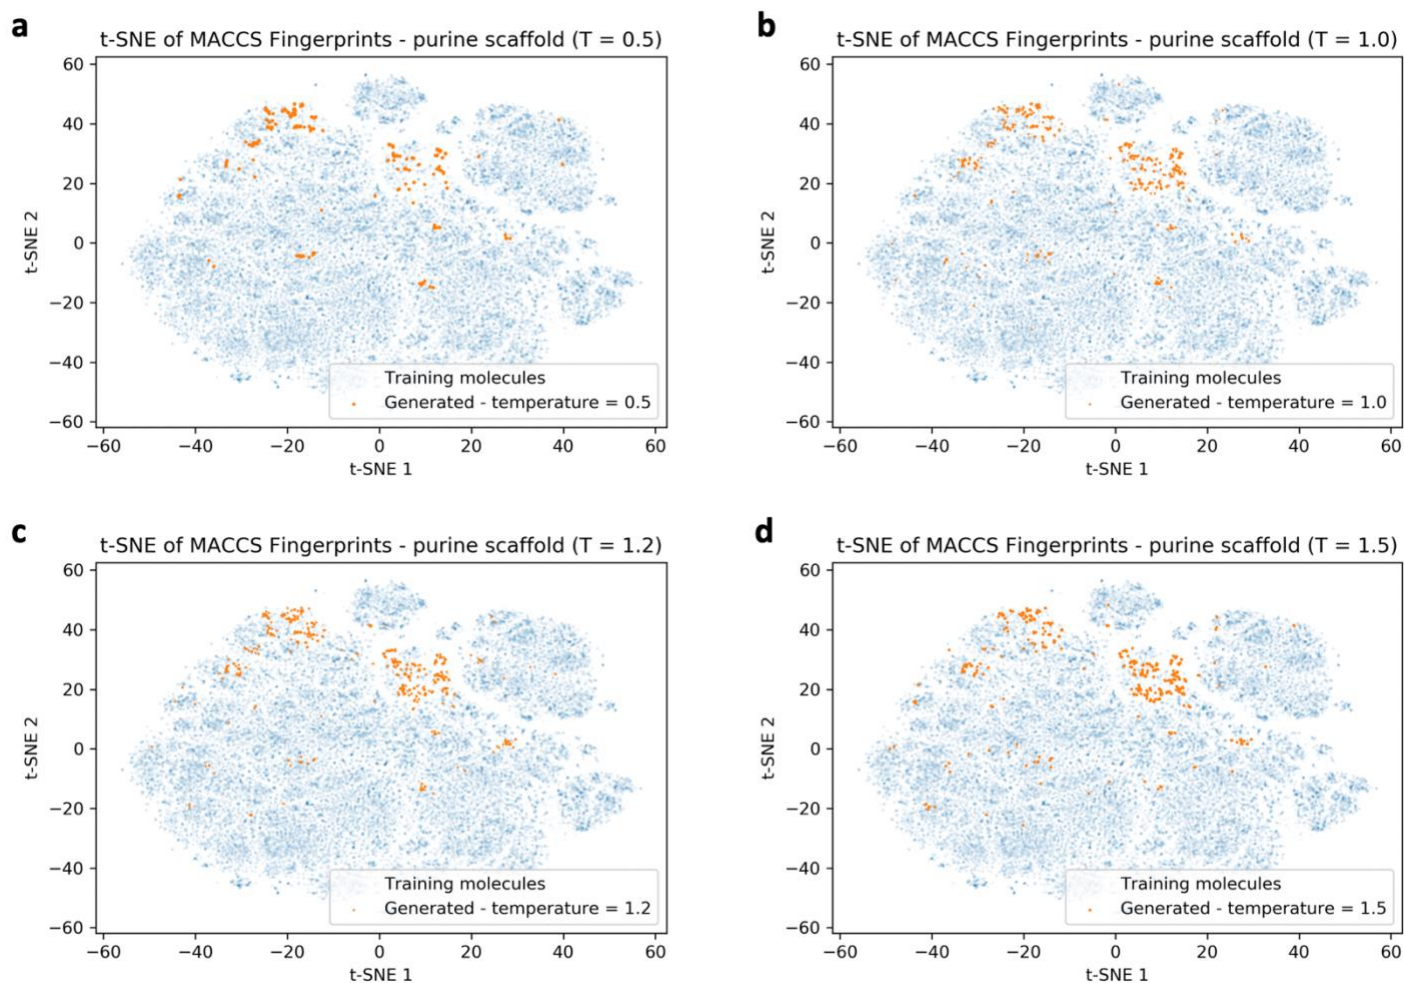 a
t-SNE of MACCS Fingerprints - purine scaffold (T = 0.5)
60
40
20
0
−20
−40
−60
t-SNE 2
Training molecules
Generated - temperature = 0.5
−60 −40 −20 0 20 40 60
t-SNE 1
b
t-SNE of MACCS Fingerprints - purine scaffold (T = 1.0)
60
40
20
0
−20
−40
−60
t-SNE 2
Training molecules
Generated - temperature = 1.0
−60 −40 −20 0 20 40 60
t-SNE 1
c
t-SNE of MACCS Fingerprints - purine scaffold (T = 1.2)
60
40
20
0
−20
−40
−60
t-SNE 2
Training molecules
Generated - temperature = 1.2
−60 −40 −20 0 20 40 60
t-SNE 1
d
t-SNE of MACCS Fingerprints - purine scaffold (T = 1.5)
60
40
20
0
−20
−40
−60
t-SNE 2
Training molecules
Generated - temperature = 1.5
−60 −40 −20 0 20 40 60
t-SNE 1